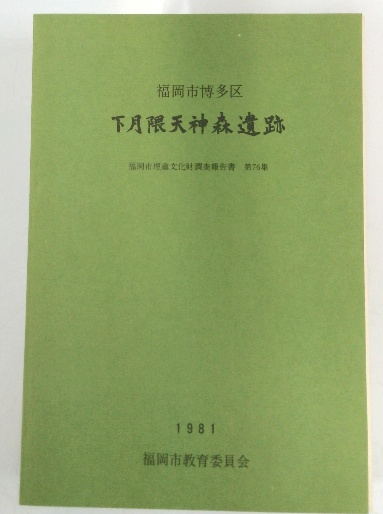 福岡市博多区
下月隈天神森遺跡
福岡市埋蔵文化財調査報告書 第76集
1981
福岡市教育委員会